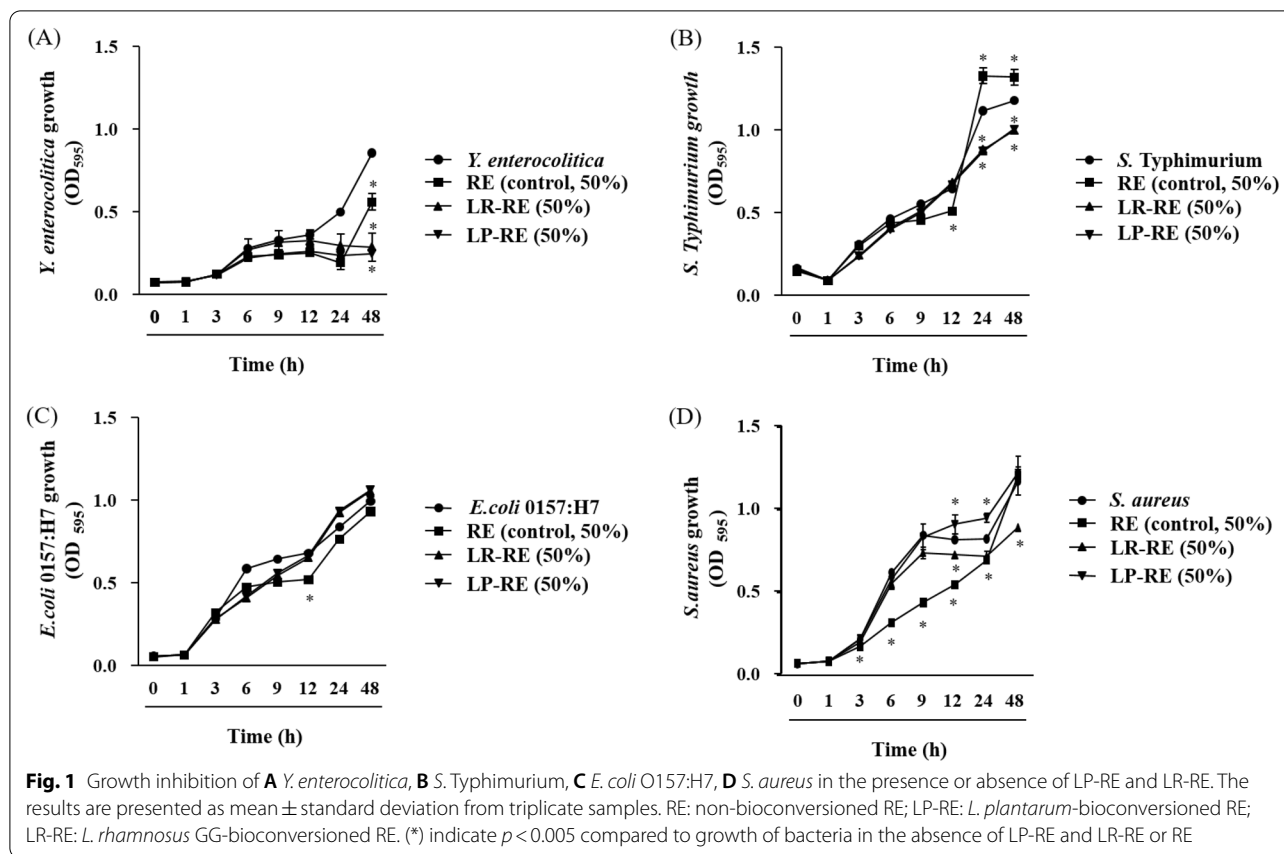 (A)
1.5
1.0
0.5
0.0
Y. enterocolitica growth
(OD595)
Y. enterocolitica
RE (control, 50%)
LR-RE (50%)
LP-RE (50%)
*
*
*
0 1 3 6 9 12 24 48
Time (h)
(B)
1.5
1.0
0.5
0.0
S. Typhimurium growth
(OD595)
S. Typhimurium
RE (control, 50%)
LR-RE (50%)
LP-RE (50%)
* *
*
* *
* *
0 1 3 6 9 12 24 48
Time (h)
(C)
1.5
1.0
0.5
0.0
E.coli 0157:H7 growth
(OD 595)
E.coli 0157:H7
RE (control, 50%)
LR-RE (50%)
LP-RE (50%)
*
0 1 3 6 9 12 24 48
Time (h)
(D)
1.5
1.0
0.5
0.0
S.aureus growth
(OD 595)
S. aureus
RE (control, 50%)
LR-RE (50%)
LP-RE (50%)
* *
* *
* * * * *
0 1 3 6 9 12 24 48
Time (h)
Fig. 1 Growth inhibition of A Y. enterocolitica, B S. Typhimurium, C E. coli O157:H7, D S. aureus in the presence or absence of LP-RE and LR-RE. The
results are presented as mean ± standard deviation from triplicate samples. RE: non-bioconversioned RE; LP-RE: L. plantarum-bioconversioned RE;
LR-RE: L. rhamnosus GG-bioconversioned RE. (*) indicate p < 0.005 compared to growth of bacteria in the absence of LP-RE and LR-RE or RE